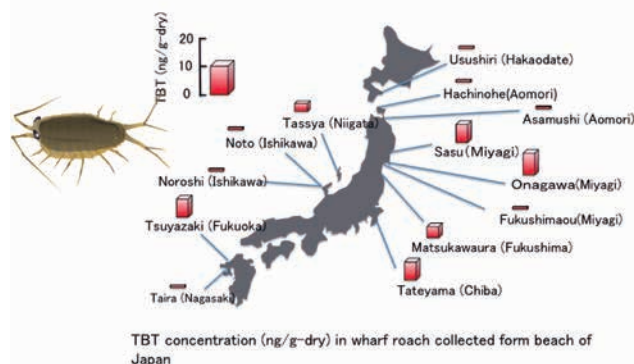 TBT (ng/g-dry)
20
10
0
Usushiri (Hakaodate)
Hachinohe(Aomori)
Asamushi (Aomori)
Tassya (Niigata)
Noto (Ishikawa)
Sasu(Miyagi)
Noroshi (Ishikawa)
Onagawa(Miyagi)
Tsuyazaki (Fukuoka)
Fukushimaou(Miyagi)
Matsukawaura (Fukushima)
Taira (Nagasaki)
Tateyama (Chiba)
TBT concentration (ng/g-dry) in wharf roach collected form beach of
Japan